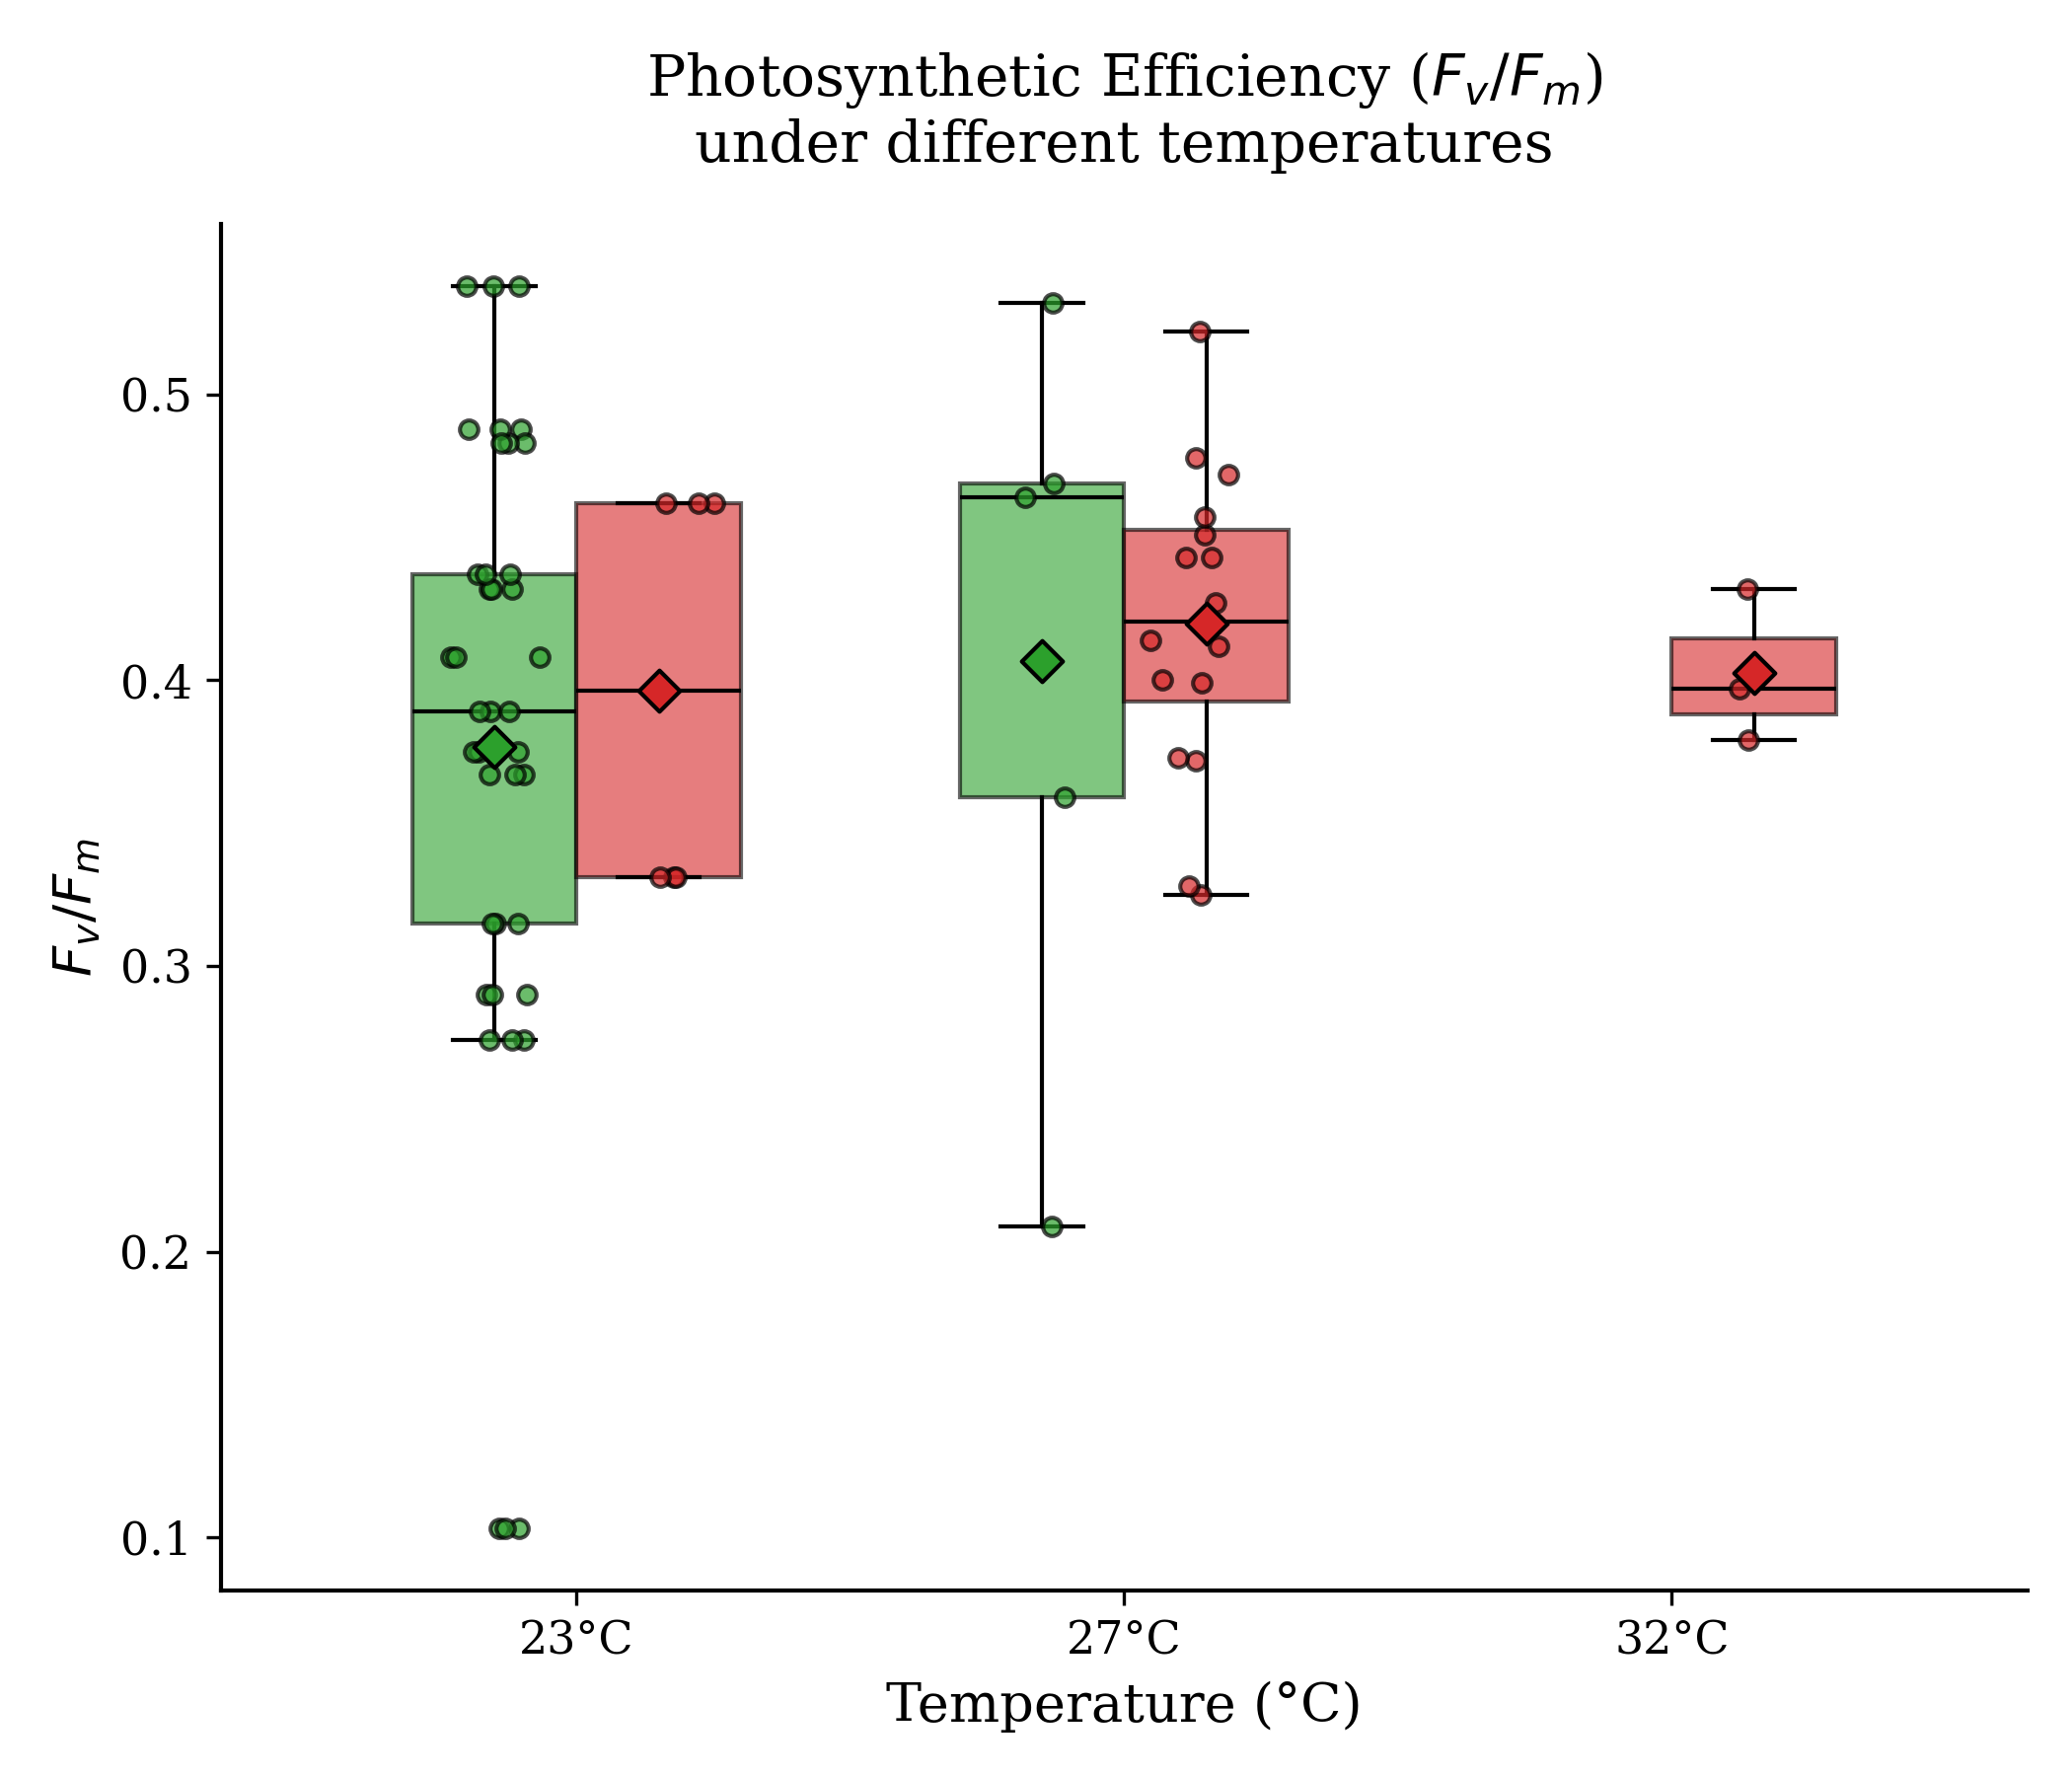 Photosynthetic Efficiency (Fv/Fm)
under different temperatures
Fv/Fm
0.5
0.4
0.3
0.2
0.1
23°C
27°C
32°C
Temperature (°C)